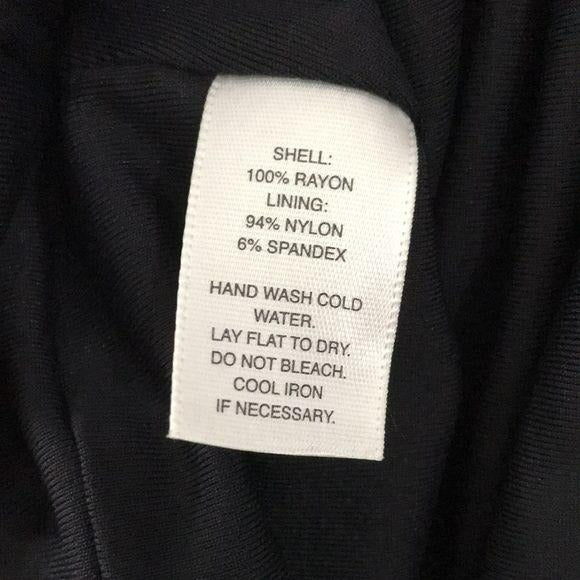 SHELL:
100% RAYON
LINING:
94% NYLON
6% SPANDEX
HAND WASH COLD
WATER.
LAY FLAT TO DRY.
DO NOT BLEACH.
COOL IRON
IF NECESSARY.